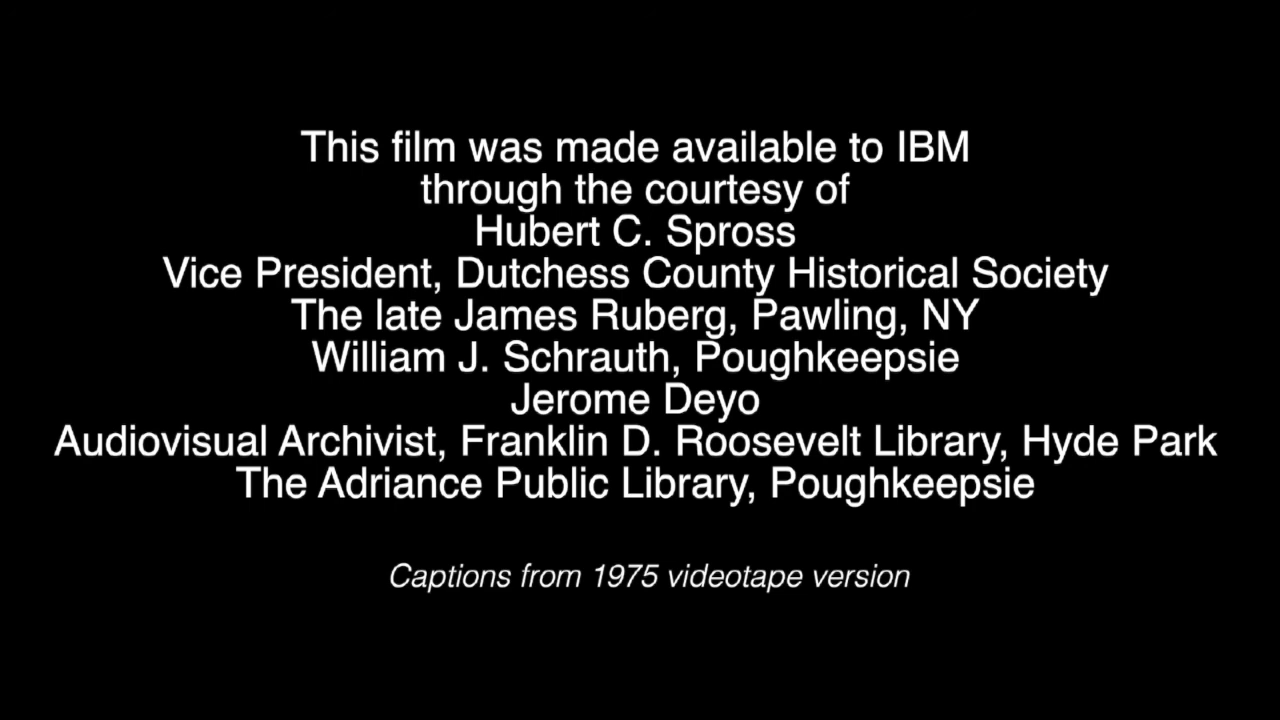 This film was made available to IBM
through the courtesy of
Hubert C. Spross
Vice President, Dutchess County Historical Society
The late James Ruberg, Pawling, NY
William J. Schrauth, Poughkeepsie
Jerome Deyo
Audiovisual Archivist, Franklin D. Roosevelt Library, Hyde Park
The Adriance Public Library, Poughkeepsie
Captions from 1975 videotape version